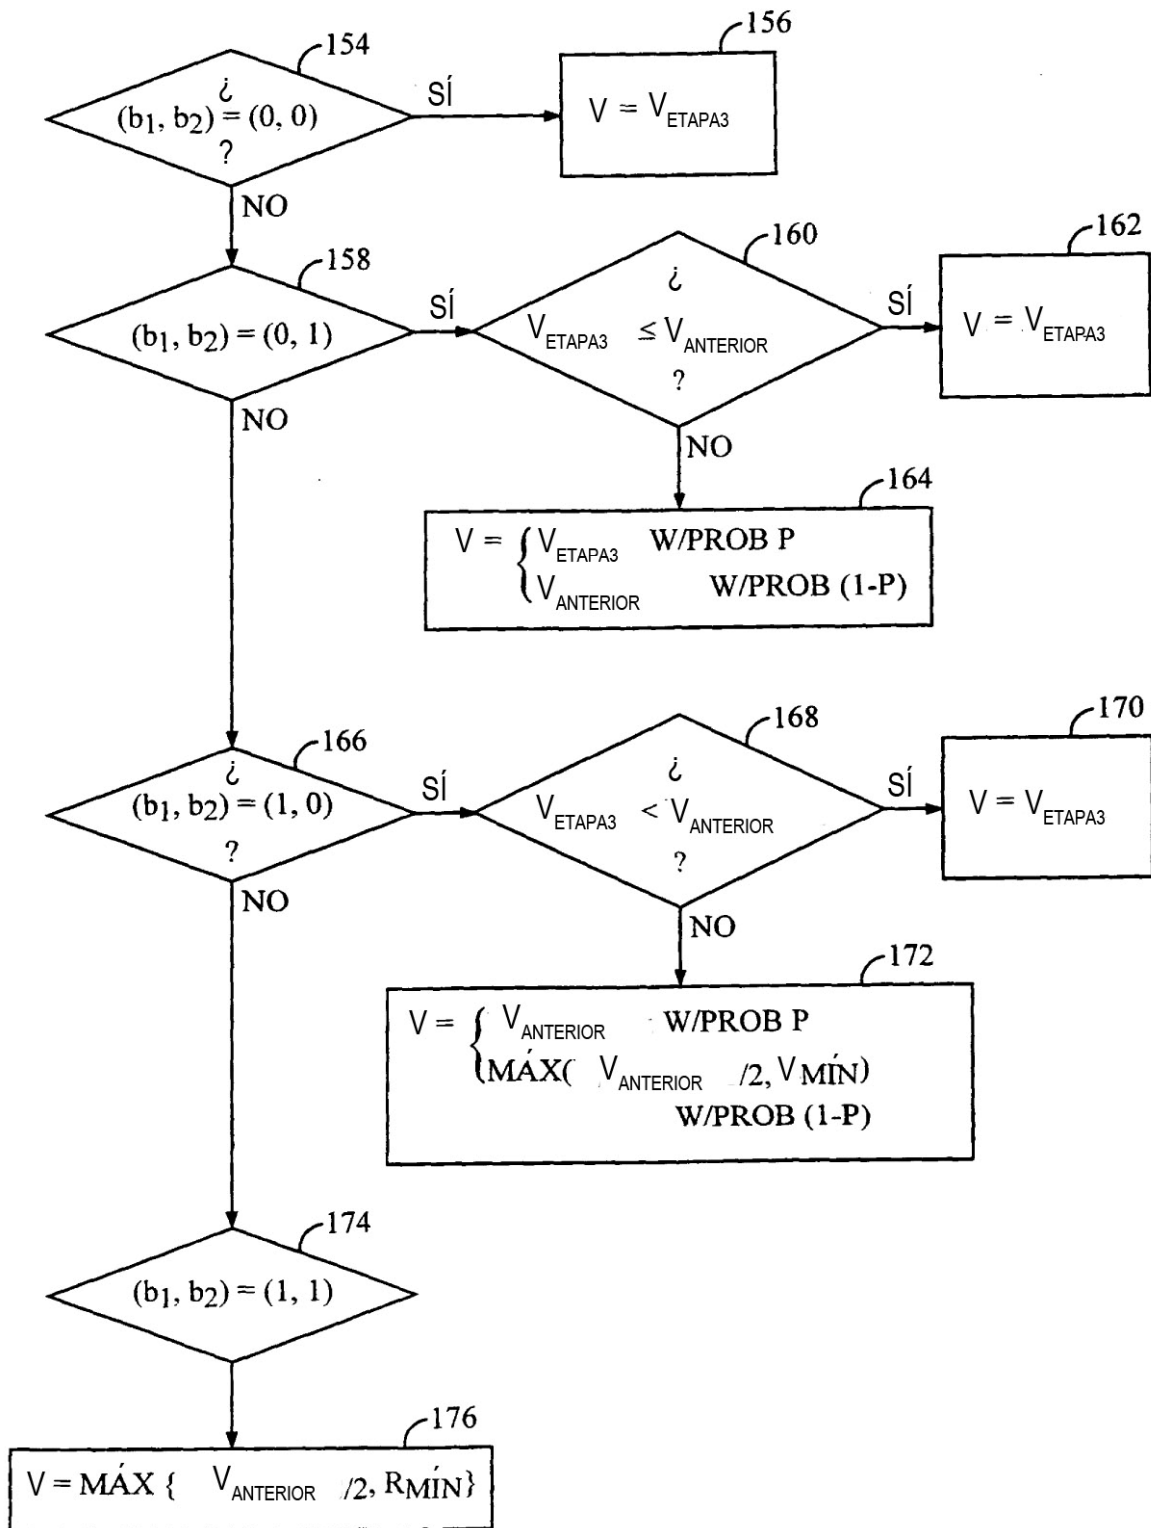 154
¿
(b1, b2) = (0, 0)
?
SÍ
156
V = VETAPA3
NO
158
(b1, b2) = (0, 1)
SÍ
160
¿
VETAPA3 ≤ VANTERIOR
?
SÍ
162
V = VETAPA3
NO
NO
164
V = { VETAPA3 W/PROB P
VANTERIOR W/PROB (1-P)
166
¿
(b1, b2) = (1, 0)
?
SÍ
168
¿
VETAPA3 < VANTERIOR
?
SÍ
170
V = VETAPA3
NO
NO
172
V = { VANTERIOR W/PROB P
MÁX( VANTERIOR /2, VMÍN)
W/PROB (1-P)
174
(b1, b2) = (1, 1)
176
V = MÁX { VANTERIOR /2, RMÍN}